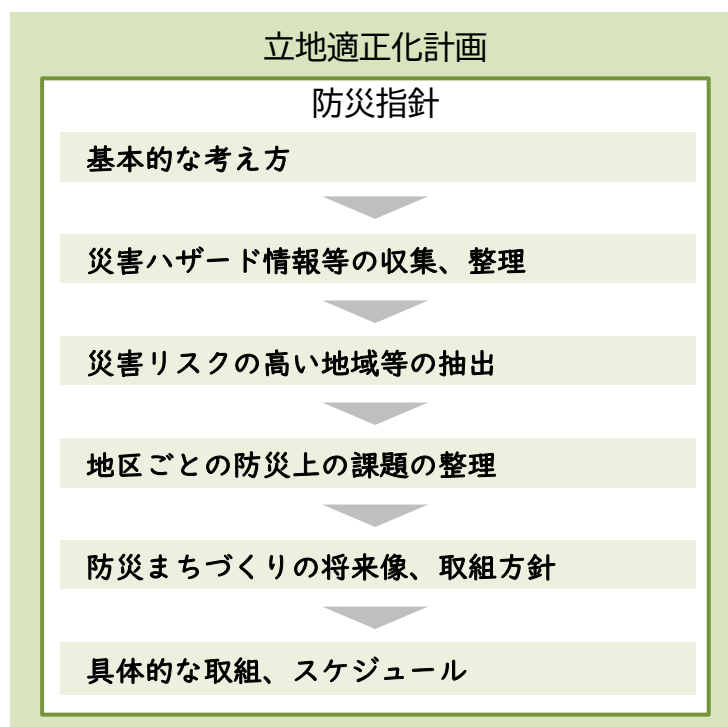 立地適正化計画
防災指針
基本的な考え方
災害ハザード情報等の収集、整理
災害リスクの高い地域等の抽出
地区ごとの防災上の課題の整理
防災まちづくりの将来像、取組方針
具体的な取組、スケジュール